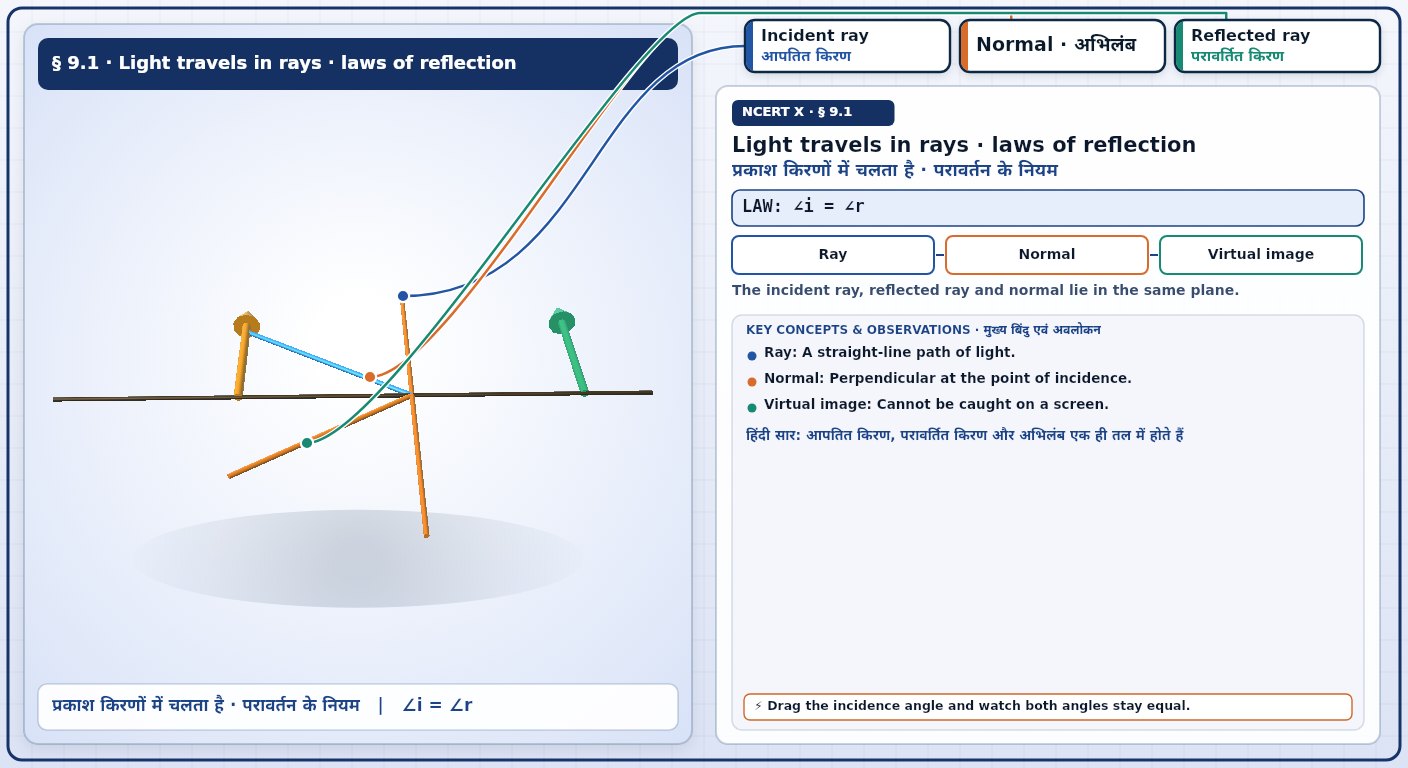 § 9.1 · Light travels in rays · laws of reflection
Incident ray
आपतित किरण
Normal · अभिलंब
Reflected ray
परावर्तित किरण
NCERT X · § 9.1
Light travels in rays · laws of reflection
प्रकाश किरणों में चलता है · परावर्तन के नियम
LAW: ∠i = ∠r
Ray
Normal
Virtual image
The incident ray, reflected ray and normal lie in the same plane.
KEY CONCEPTS & OBSERVATIONS · मुख्य बिंदु एवं अवलोकन
Ray: A straight-line path of light.
Normal: Perpendicular at the point of incidence.
Virtual image: Cannot be caught on a screen.
हिंदी सार: आपतित किरण, परावर्तित किरण और अभिलंब एक ही तल में होते हैं
⚡ Drag the incidence angle and watch both angles stay equal.
प्रकाश किरणों में चलता है · परावर्तन के नियम | ∠i = ∠r